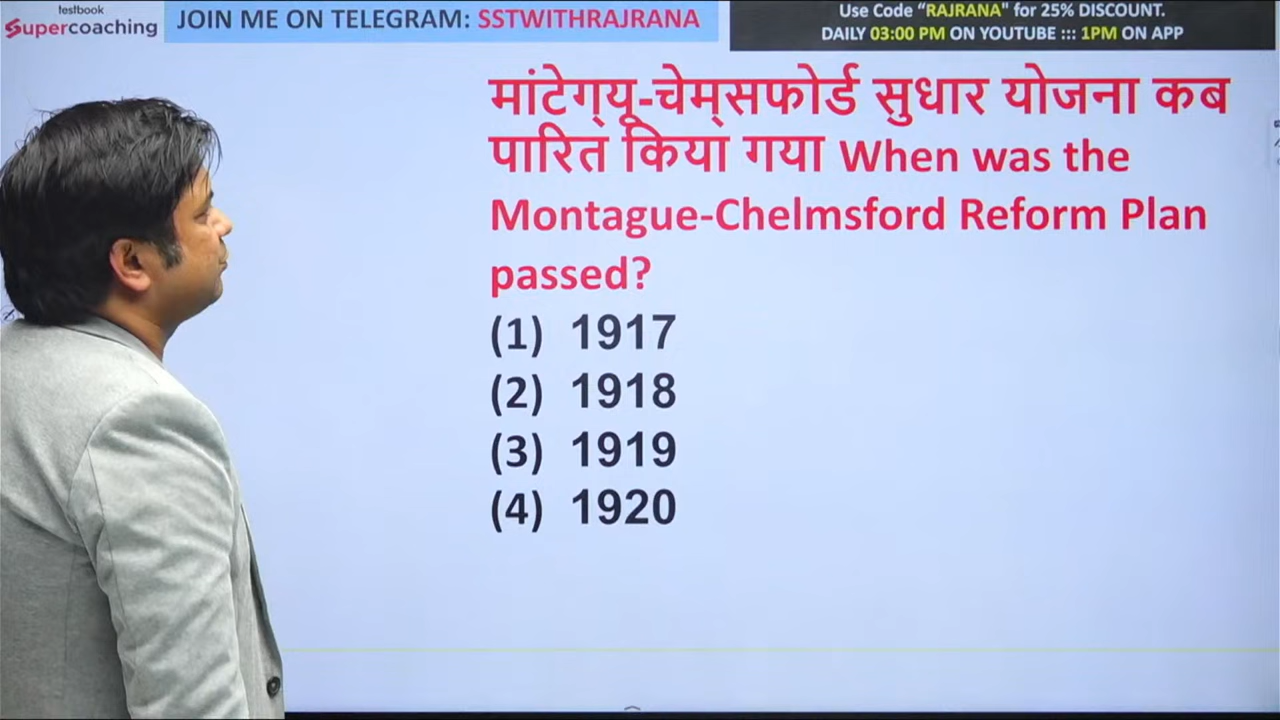 testbook
Supercoaching
JOIN ME ON TELEGRAM: SSTWITHRAJRANA
Use Code “RAJRANA" for 25% DISCOUNT.
DAILY 03:00 PM ON YOUTUBE ::: 1PM ON APP
मांटेग्‌यू-चेम्‌सफोर्ड सुधार योजना कब
पारित किया गया When was the
Montague-Chelmsford Reform Plan
passed?
(1) 1917
(2) 1918
(3) 1919
(4) 1920